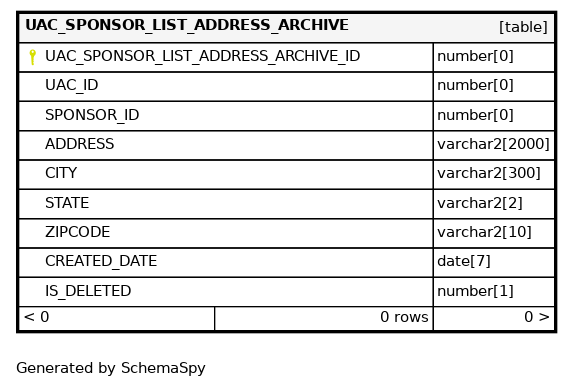 UAC_SPONSOR_LIST_ADDRESS_ARCHIVE [table]
UAC_SPONSOR_LIST_ADDRESS_ARCHIVE_ID number[0]
UAC_ID number[0]
SPONSOR_ID number[0]
ADDRESS varchar2[2000]
CITY varchar2[300]
STATE varchar2[2]
ZIPCODE varchar2[10]
CREATED_DATE date[7]
IS_DELETED number[1]
< 0 0 rows 0 >
Generated by SchemaSpy